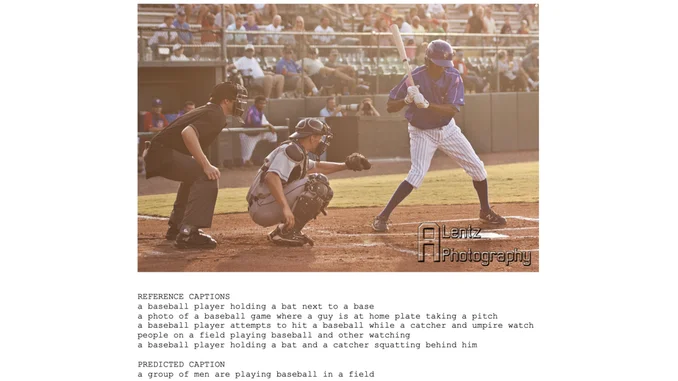 Lentz
Photography
REFERENCE CAPTIONS
a baseball player holding a bat next to a base
a photo of a baseball game where a guy is at home plate taking a pitch
a baseball player attempts to hit a baseball while a catcher and umpire watch
people on a field playing baseball and other watching
a baseball player holding a bat and a catcher squatting behind him
PREDICTED CAPTION
a group of men are playing baseball in a field